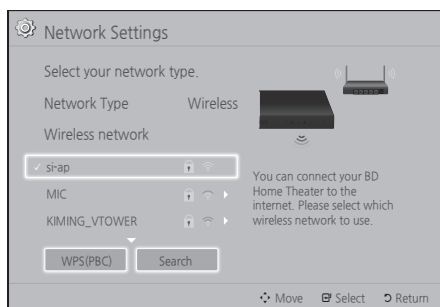 Network Settings
Select your network type.
Network Type Wireless
Wireless network
si-ap
MIC
KIMING_VTOWER
WPS(PBC) Search
You can connect your BD
Home Theater to the
internet. Please select which
wireless network to use.
Move Select Return